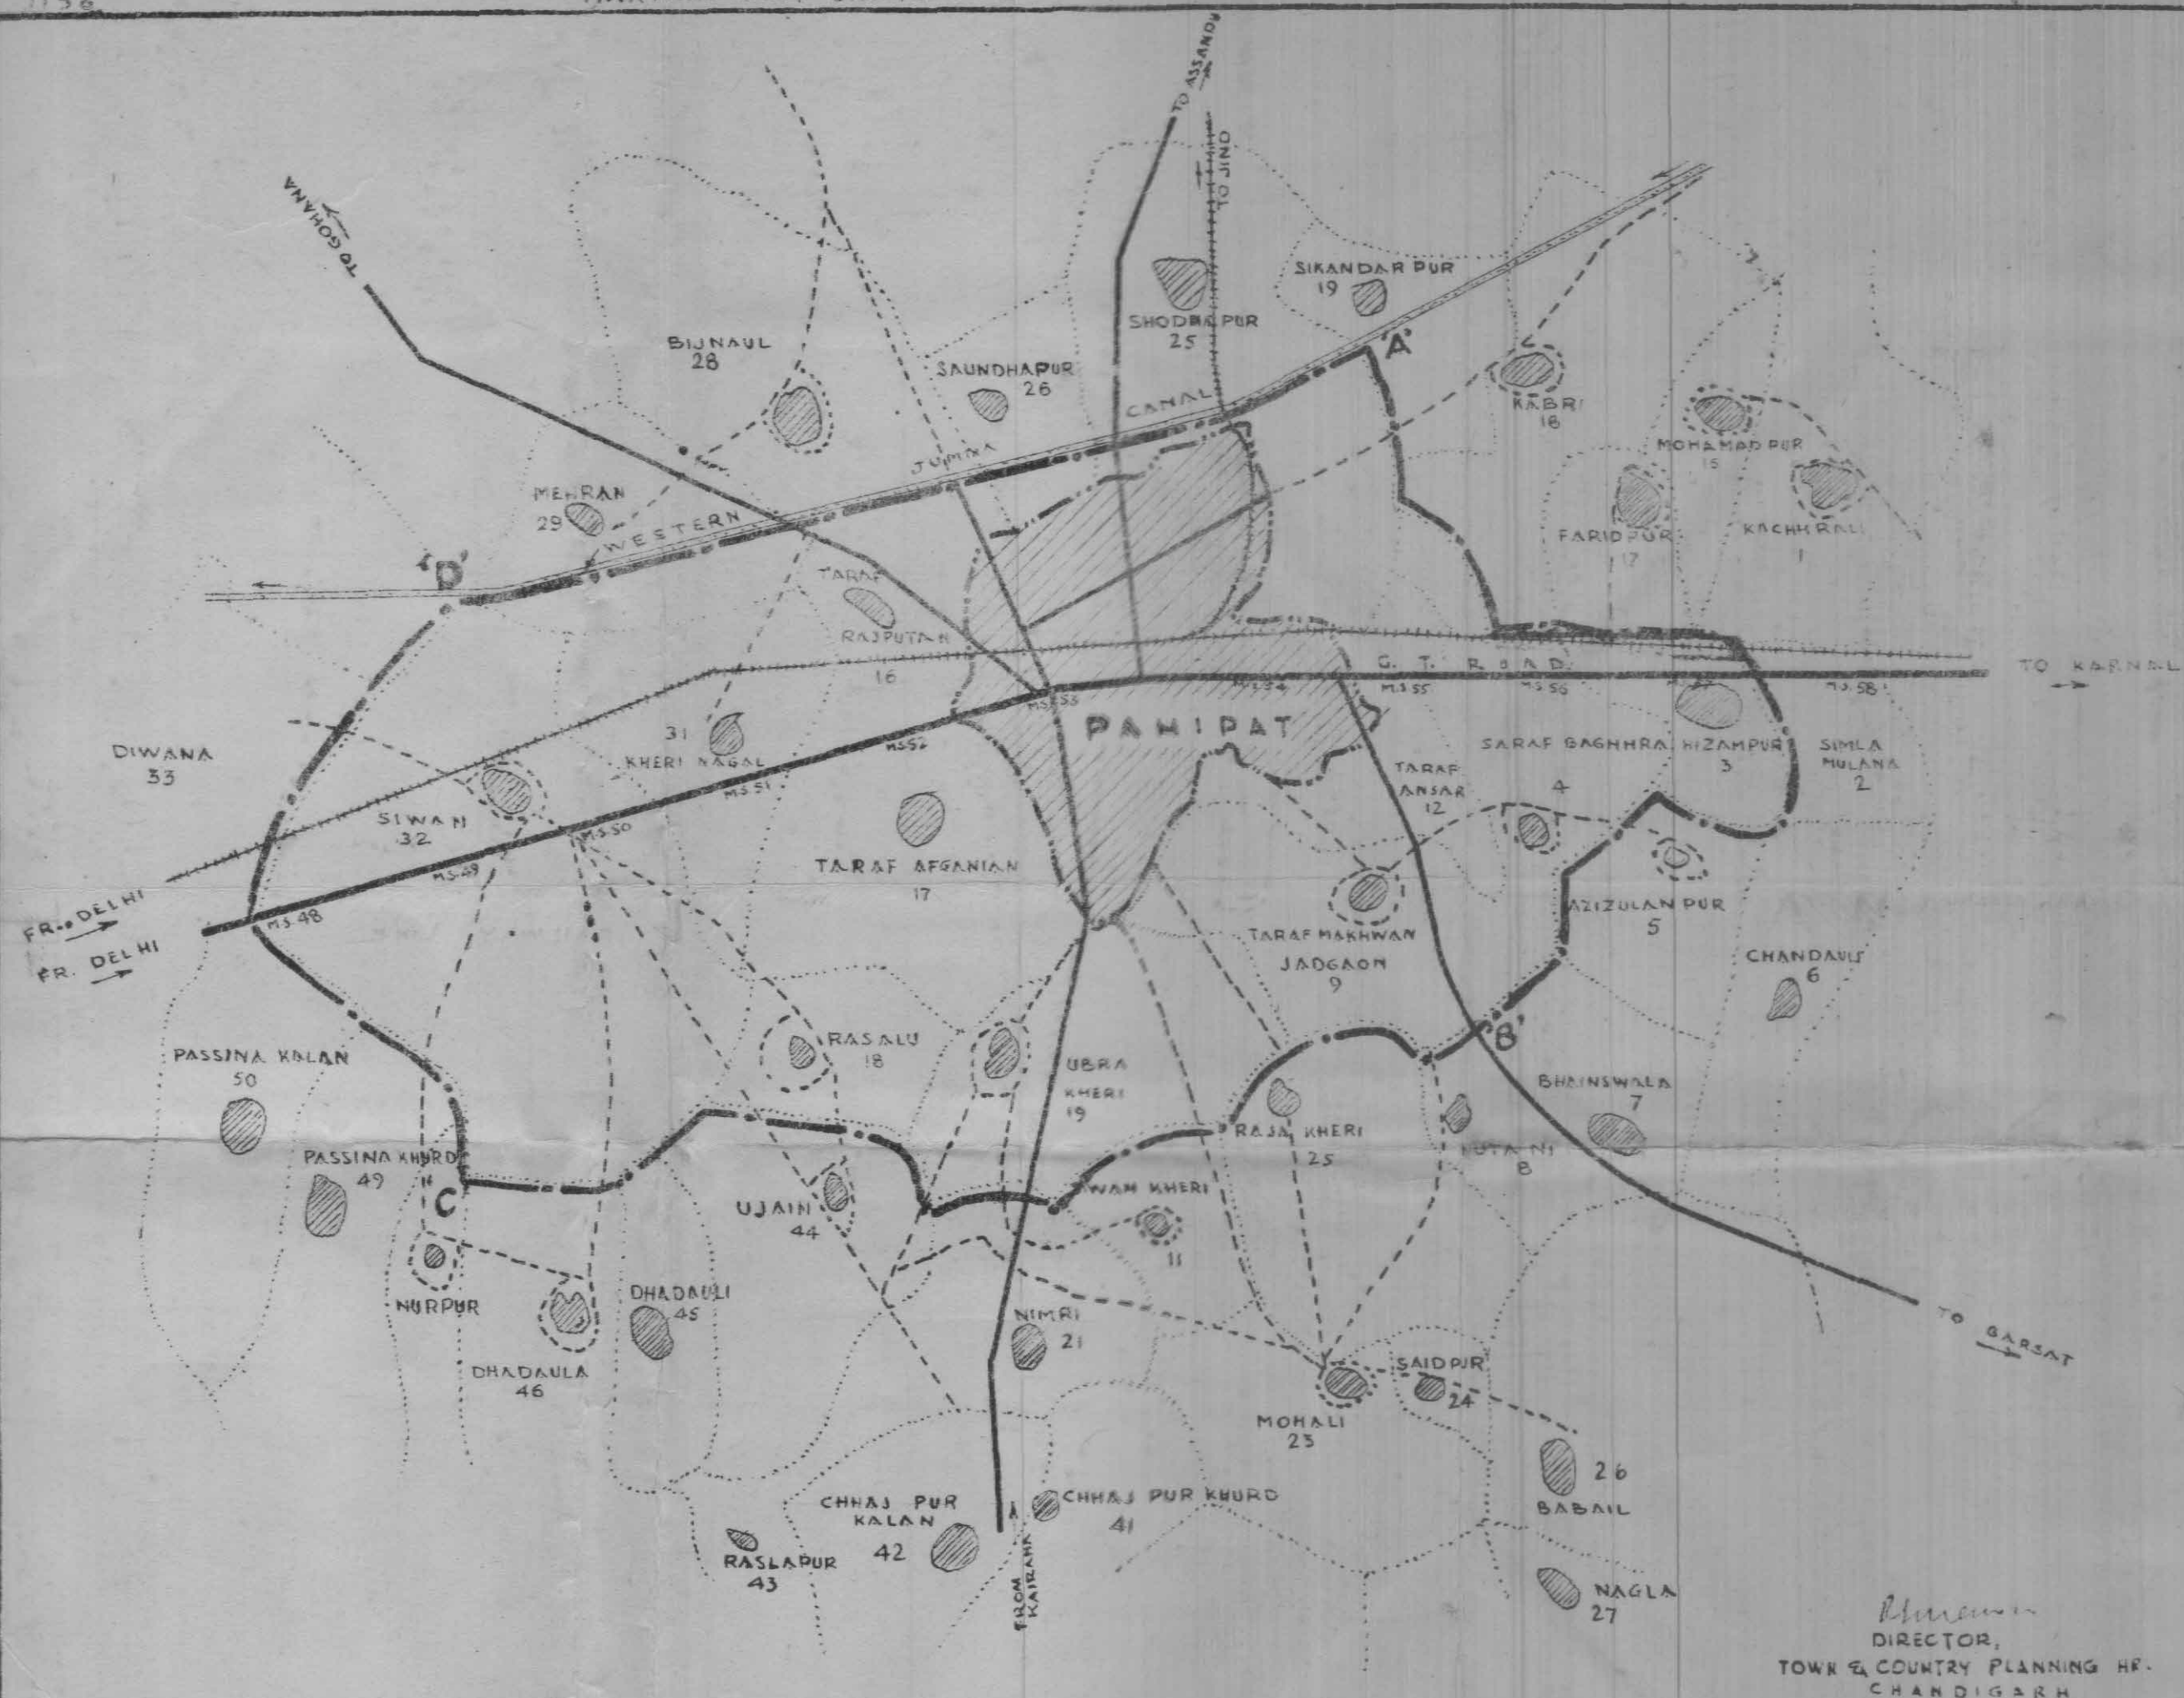 TO ASSANDH
TO JIND
TO GOHANA
SIKANDAR PUR
19
'A'
SHODHAPUR
25
BIJNAUL
28
SAUNDHAPUR
26
KABRI
18
MOHAMADPUR
15
FARIDPUR
17
KACHHRALI
1
MEHRAN
29
WESTERN JUMNA CANAL
'D'
TARAF
RAJPUTAN
16
G. T. ROAD
TO KARNAL
M.S.48
M.S.49
M.S.50
M.S.51
M.S.52
M.S.53
M.S.54
M.S.55
M.S.56
M.S.57
M.S.58
PANIPAT
DIWANA
33
31
KHERI NAGAL
SIWAN
32
TARAF AFGANIAN
17
TARAF
ANSAR
12
SARAF BAGHHRA
4
NIZAMPUR
3
SIMLA
MULANA
2
AZIZULANPUR
5
CHANDAULI
6
FR. DELHI
FR. DELHI
TARAF MAKHWAN
JADGAON
9
'B'
PASSINA KALAN
50
RASALU
18
UBRA
KHERI
19
BHAINSWALA
7
PASSINA KHURD
49
'C'
RAJA KHERI
25
8
UJAIN
44
WAN KHERI
11
NURPUR
DHADAULA
46
DHADAULI
45
NIMRI
21
SAIDPUR
24
MOHALI
23
TO BARSAT
26
BABAIL
CHHAJ PUR
KALAN
42
CHHAJ PUR KHURD
41
RASLAPUR
43
FROM
KAIRANA
NAGLA
27
DIRECTOR,
TOWN & COUNTRY PLANNING HR.
CHANDIGARH